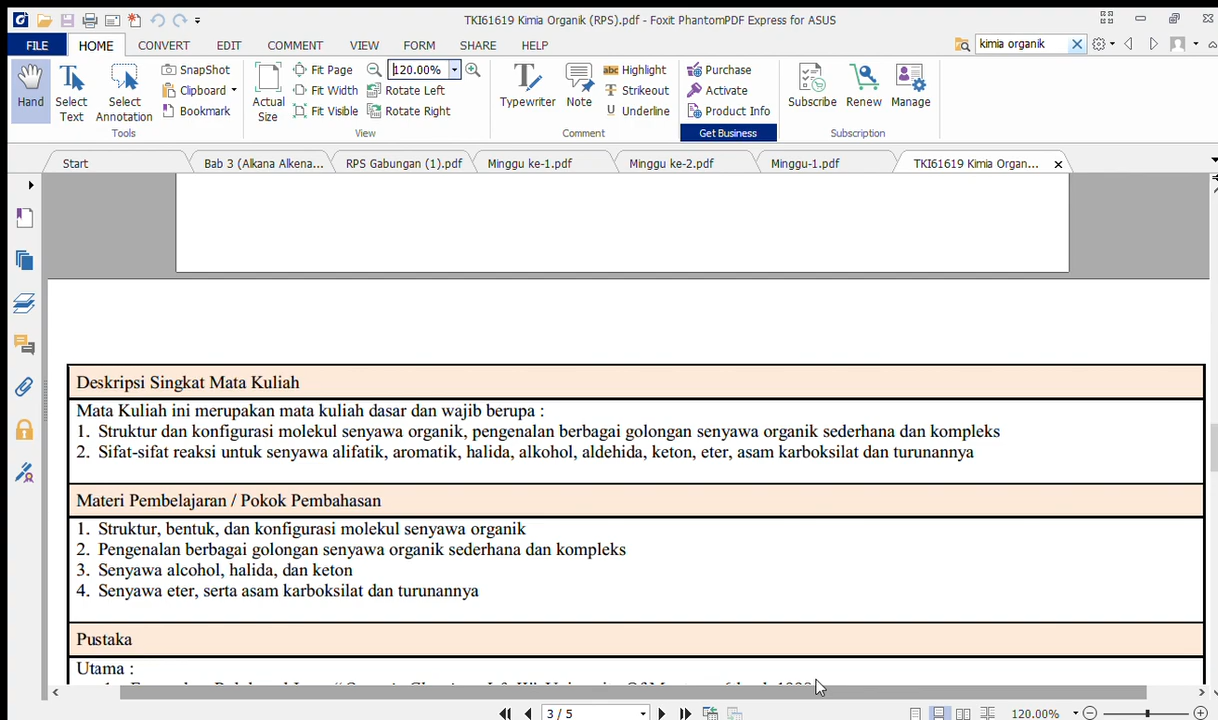 TKI61619 Kimia Organik (RPS).pdf - Foxit PhantomPDF Express for ASUS
FILE HOME CONVERT EDIT COMMENT VIEW FORM SHARE HELP
kimia organik
Hand
Select Text
Select Annotation
SnapShot
Clipboard
Bookmark
Tools
Actual Size
Fit Page
Fit Width
Fit Visible
120.00%
Rotate Left
Rotate Right
View
Typewriter
Note
abc Highlight
T Strikeout
U Underline
Comment
Purchase
Activate
Product Info
Get Business
Subscribe
Renew
Manage
Subscription
Start
Bab 3 (Alkana Alkena...
RPS Gabungan (1).pdf
Minggu ke-1.pdf
Minggu ke-2.pdf
Minggu-1.pdf
TKI61619 Kimia Organ...
Deskripsi Singkat Mata Kuliah
Mata Kuliah ini merupakan mata kuliah dasar dan wajib berupa :
1. Struktur dan konfigurasi molekul senyawa organik, pengenalan berbagai golongan senyawa organik sederhana dan kompleks
2. Sifat-sifat reaksi untuk senyawa alifatik, aromatik, halida, alkohol, aldehida, keton, eter, asam karboksilat dan turunannya
Materi Pembelajaran / Pokok Pembahasan
1. Struktur, bentuk, dan konfigurasi molekul senyawa organik
2. Pengenalan berbagai golongan senyawa organik sederhana dan kompleks
3. Senyawa alcohol, halida, dan keton
4. Senyawa eter, serta asam karboksilat dan turunannya
Pustaka
Utama :
3 / 5
120.00%